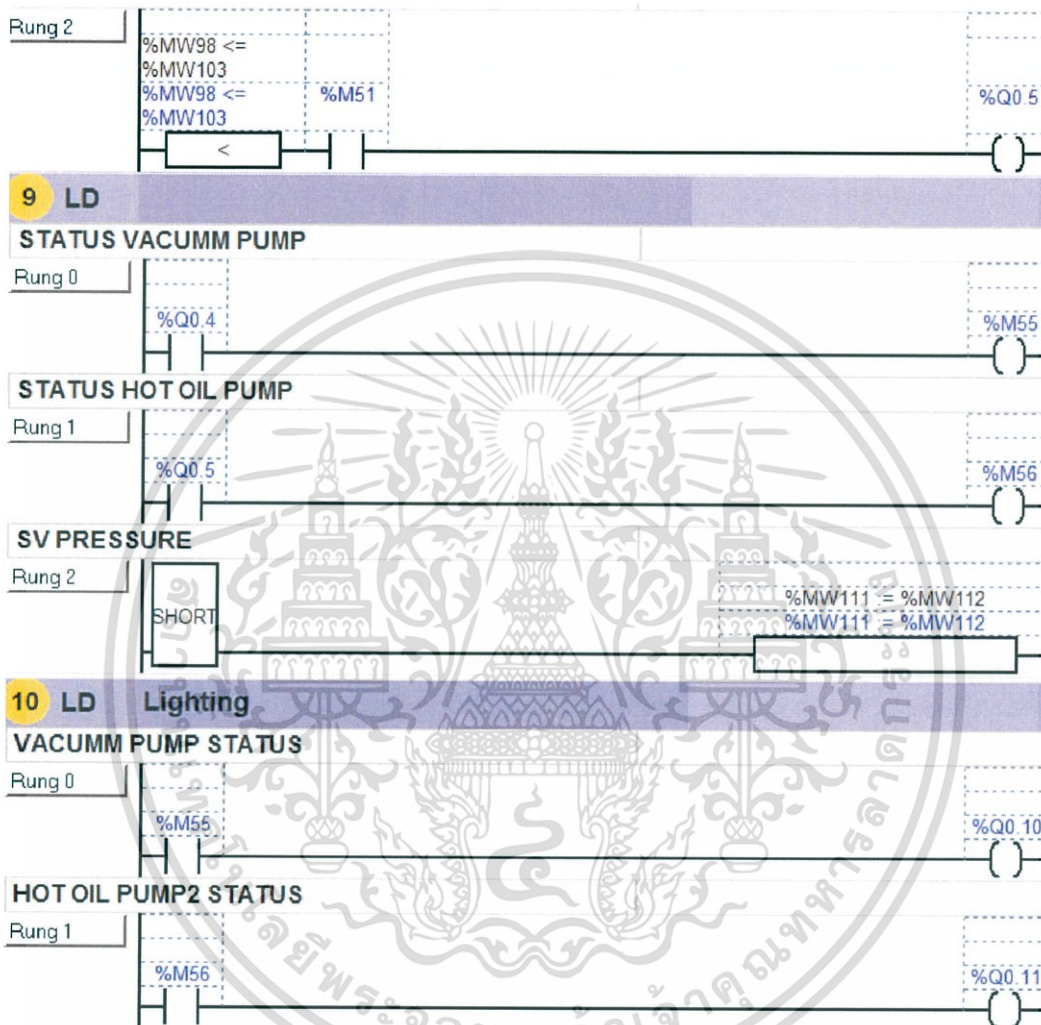 Rung 2
%MW98 <=
%MW103
%MW98 <=
%MW103
%M51
%Q0.5
<
9 LD
STATUS VACUMM PUMP
Rung 0
%Q0.4
%M55
STATUS HOT OIL PUMP
Rung 1
%Q0.5
%M56
SV PRESSURE
Rung 2
SHORT
%MW111 := %MW112
%MW111 := %MW112
10 LD Lighting
VACUMM PUMP STATUS
Rung 0
%M55
%Q0.10
HOT OIL PUMP2 STATUS
Rung 1
%M56
%Q0.11